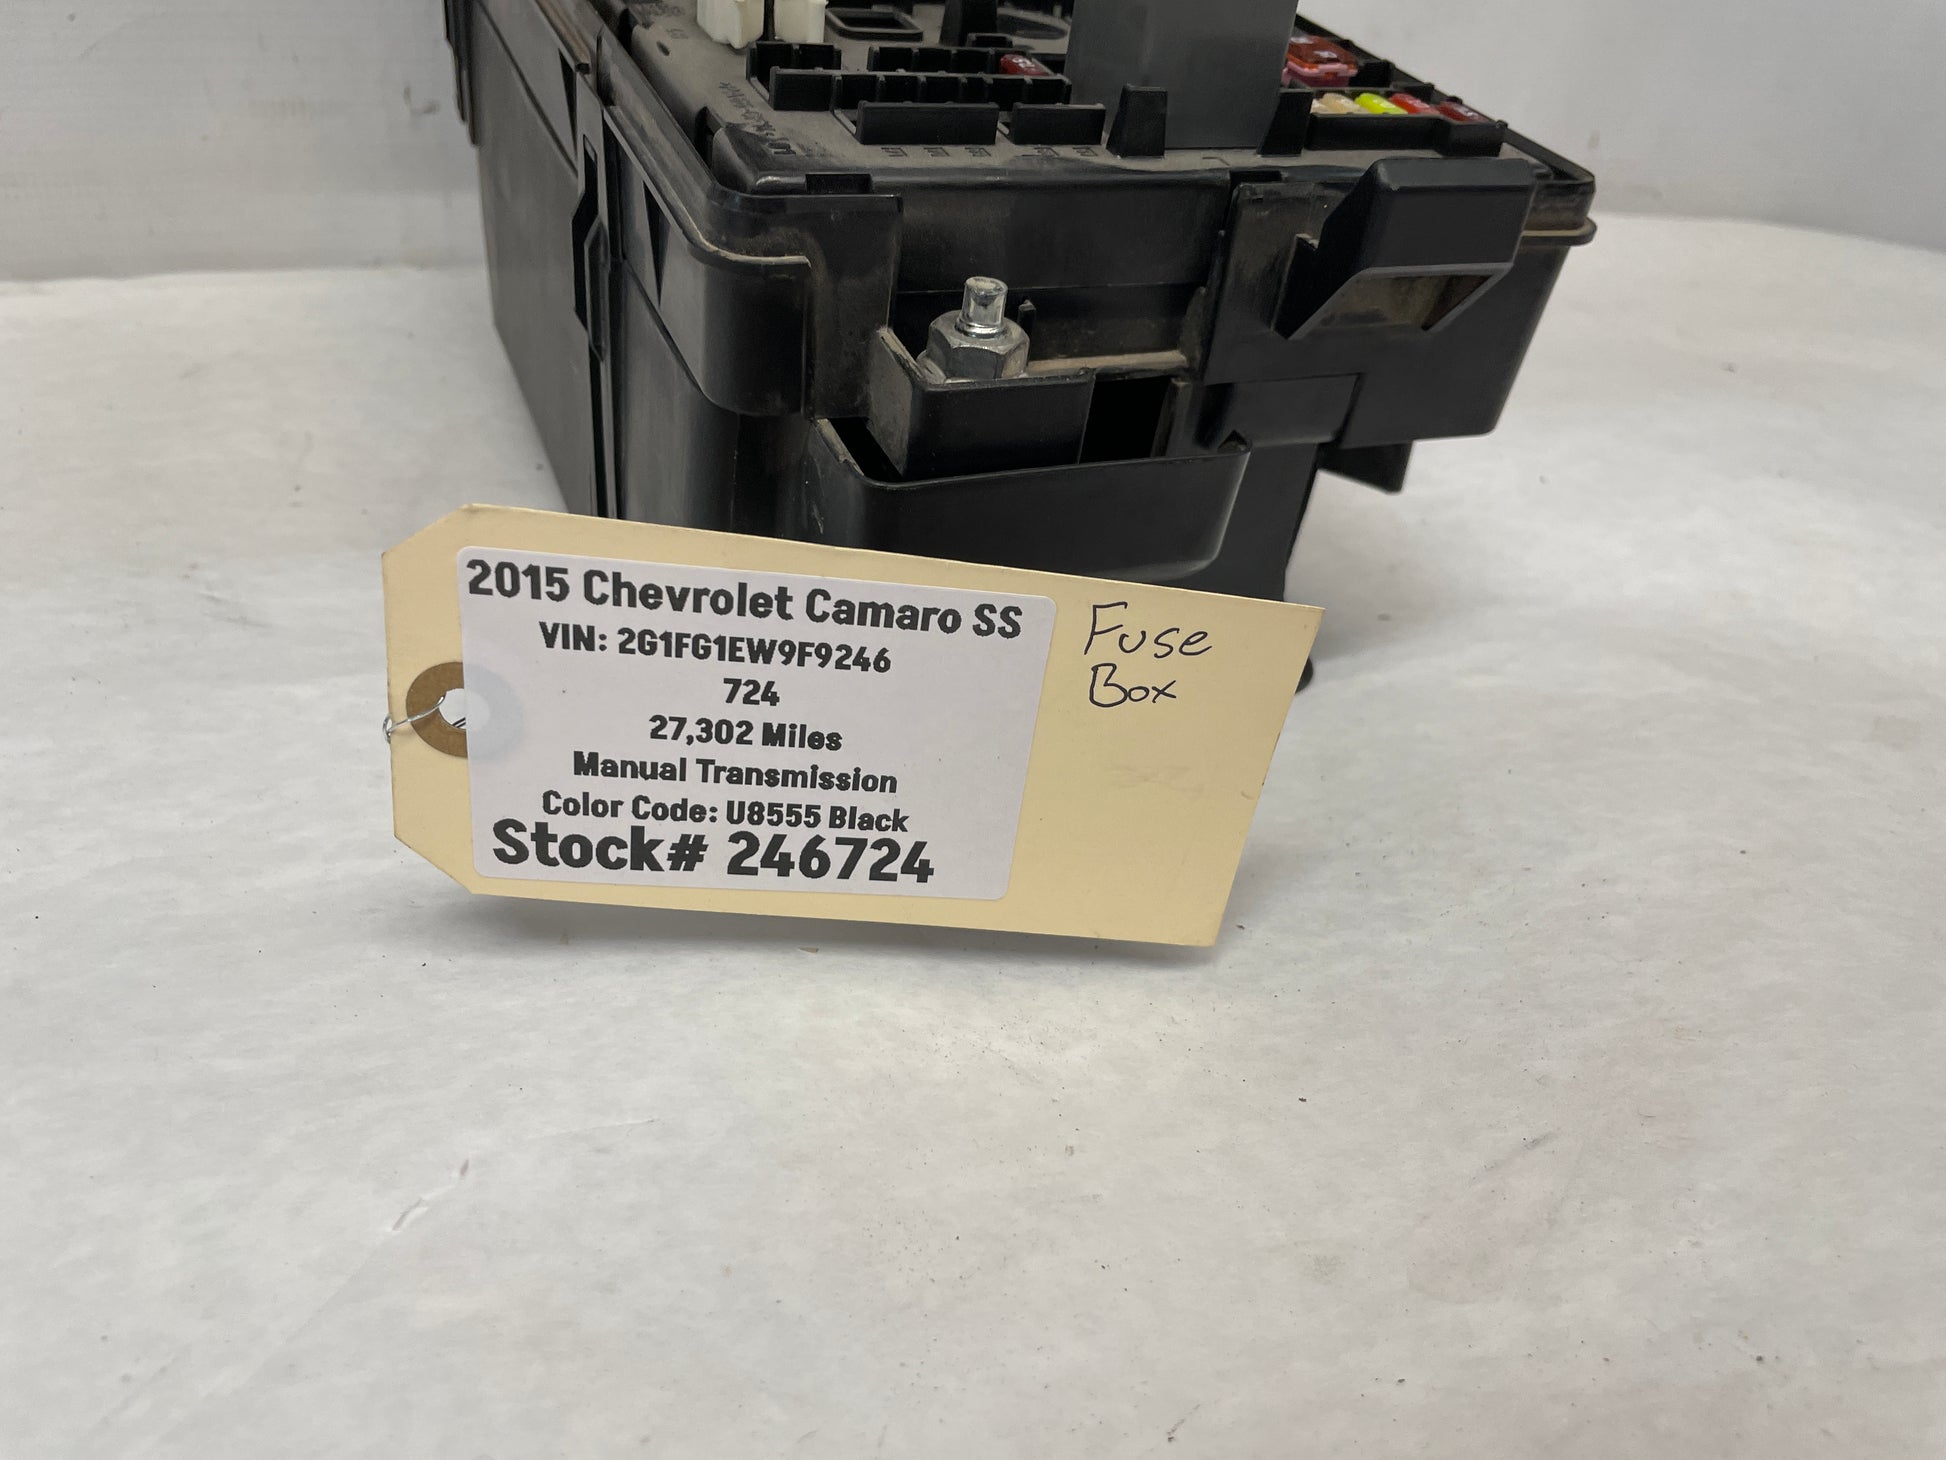 2015 Chevrolet Camaro SS
VIN: 2G1FG1EW9F9246
724
27,302 Miles
Manual Transmission
Color Code: U8555 Black
Stock# 246724
Fuse
Box